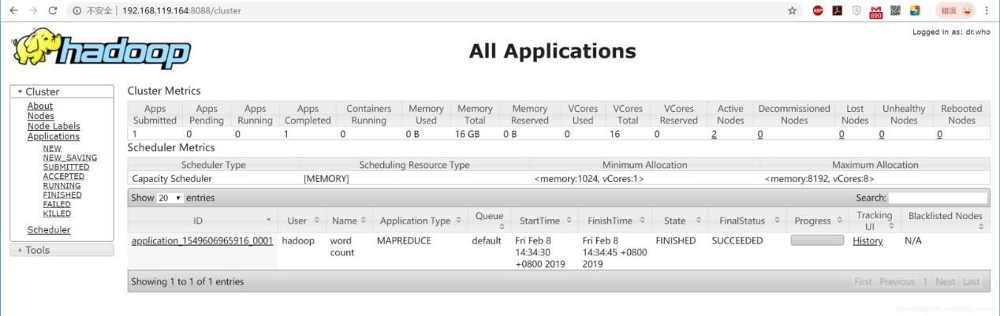 不安全 192.168.119.164:8088/cluster
ABP
890
错误
hadoop
All Applications
Logged in as: dr.who
Cluster
About
Nodes
Node Labels
Applications
NEW
NEW_SAVING
SUBMITTED
ACCEPTED
RUNNING
FINISHED
FAILED
KILLED
Scheduler
Tools
Cluster Metrics
Apps Submitted Apps Pending Apps Running Apps Completed Containers Running Memory Used Memory Total Memory Reserved VCores Used VCores Total VCores Reserved Active Nodes Decommissioned Nodes Lost Nodes Unhealthy Nodes Rebooted Nodes
1 0 0 1 0 0 B 16 GB 0 B 0 16 0 2 0 0 0 0
Scheduler Metrics
Scheduler Type Scheduling Resource Type Minimum Allocation Maximum Allocation
Capacity Scheduler [MEMORY] <memory:1024, vCores:1> <memory:8192, vCores:8>
Show 20 entries Search:
ID User Name Application Type Queue StartTime FinishTime State FinalStatus Progress Tracking UI Blacklisted Nodes
application_1549606965916_0001 hadoop word count MAPREDUCE default Fri Feb 8 14:34:30 +0800 2019 Fri Feb 8 14:34:45 +0800 2019 FINISHED SUCCEEDED History N/A
Showing 1 to 1 of 1 entries First Previous 1 Next Last